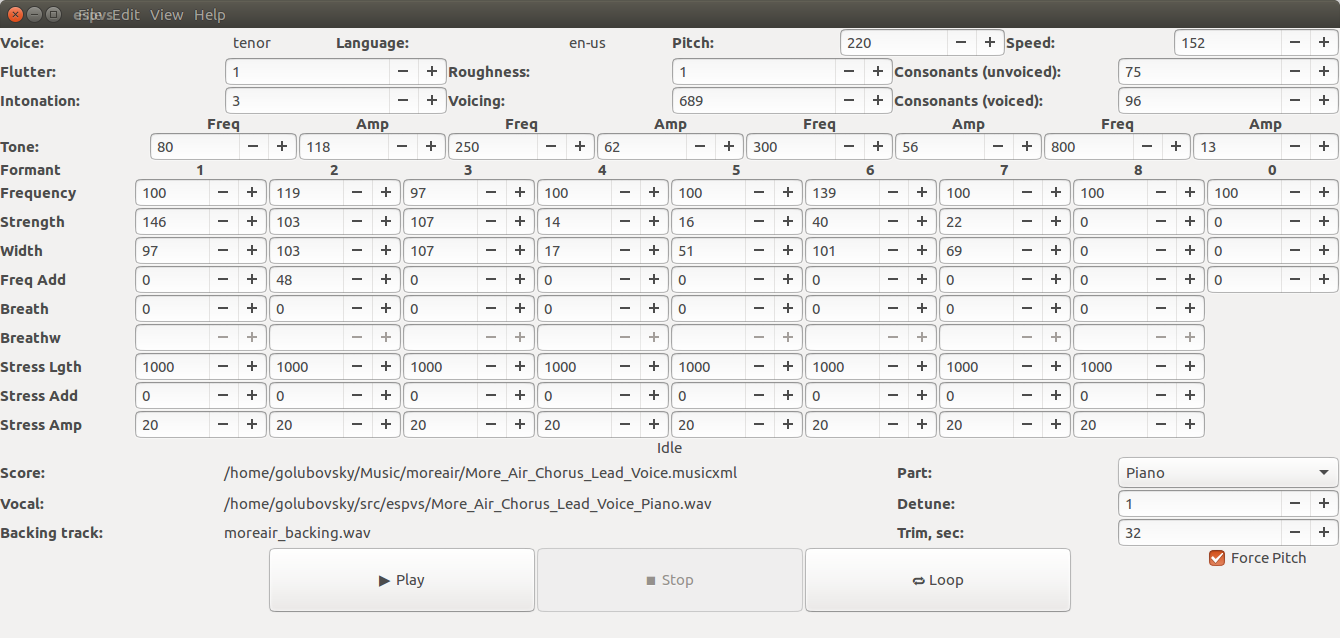 espvs File Edit View Help
Voice: tenor Language: en-us Pitch: 220 Speed: 152
Flutter: 1 Roughness: 1 Consonants (unvoiced): 75
Intonation: 3 Voicing: 689 Consonants (voiced): 96
Freq Amp Freq Amp Freq Amp Freq Amp
Tone: 80 118 250 62 300 56 800 13
Formant 1 2 3 4 5 6 7 8 0
Frequency 100 119 97 100 100 139 100 100 100
Strength 146 103 107 14 16 40 22 0 0
Width 97 103 107 17 51 101 69 0 0
Freq Add 0 48 0 0 0 0 0 0 0
Breath 0 0 0 0 0 0 0 0
Breathw
Stress Lgth 1000 1000 1000 1000 1000 1000 1000 1000
Stress Add 0 0 0 0 0 0 0 0
Stress Amp 20 20 20 20 20 20 20 20
Idle
Score: /home/golubovsky/Music/moreair/More_Air_Chorus_Lead_Voice.musicxml Part: Piano
Vocal: /home/golubovsky/src/espvs/More_Air_Chorus_Lead_Voice_Piano.wav Detune: 1
Backing track: moreair_backing.wav Trim, sec: 32
Force Pitch
Play Stop Loop